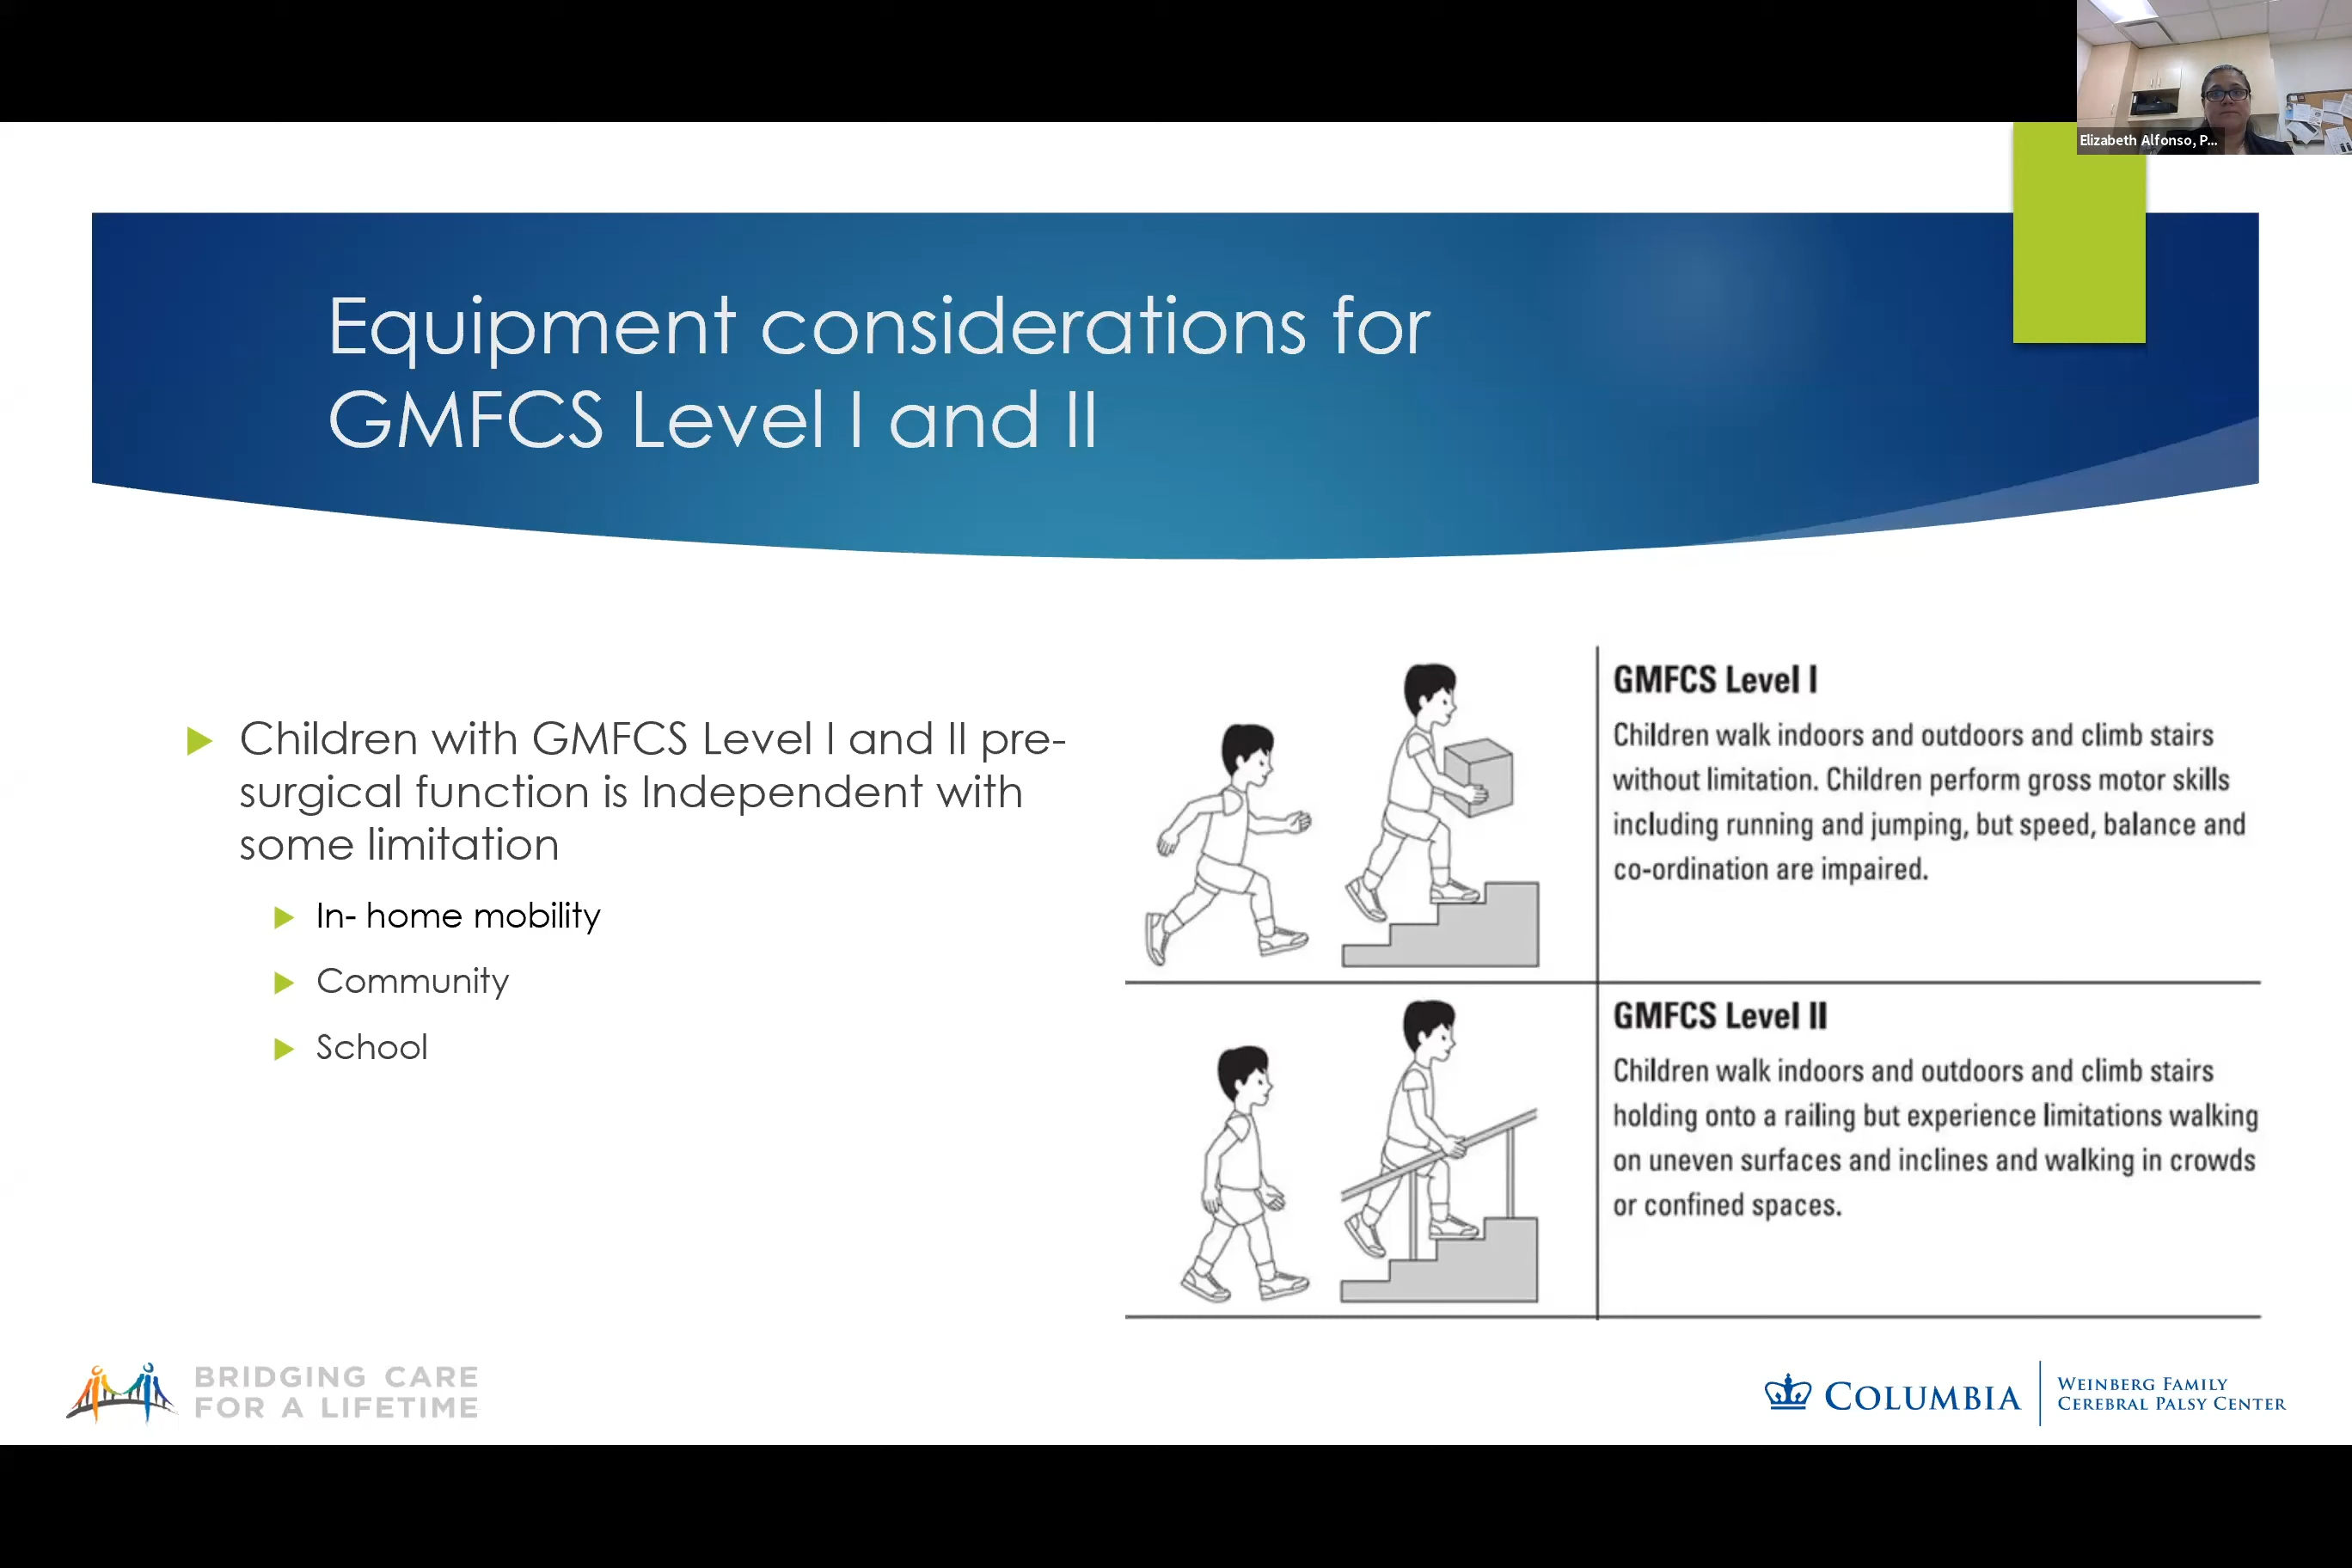 Elizabeth Alfonso, P...
Equipment considerations for
GMFCS Level I and II
Children with GMFCS Level I and II pre-
surgical function is Independent with
some limitation
In- home mobility
Community
School
GMFCS Level I
Children walk indoors and outdoors and climb stairs
without limitation. Children perform gross motor skills
including running and jumping, but speed, balance and
co-ordination are impaired.
GMFCS Level II
Children walk indoors and outdoors and climb stairs
holding onto a railing but experience limitations walking
on uneven surfaces and inclines and walking in crowds
or confined spaces.
BRIDGING CARE
FOR A LIFETIME
COLUMBIA
WEINBERG FAMILY
CEREBRAL PALSY CENTER